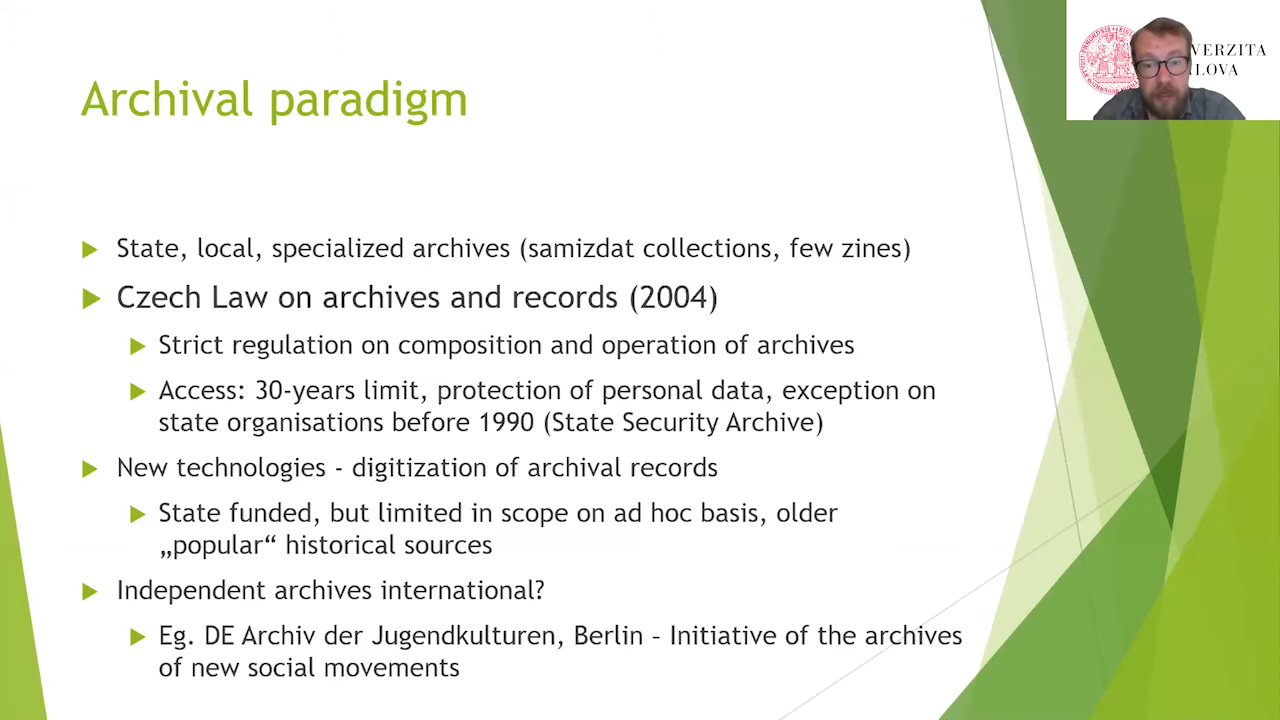 Archival paradigm
VERZITA
LOVA
State, local, specialized archives (samizdat collections, few zines)
Czech Law on archives and records (2004)
Strict regulation on composition and operation of archives
Access: 30-years limit, protection of personal data, exception on
state organisations before 1990 (State Security Archive)
New technologies - digitization of archival records
State funded, but limited in scope on ad hoc basis, older
„popular“ historical sources
Independent archives international?
Eg. DE Archiv der Jugendkulturen, Berlin – Initiative of the archives
of new social movements